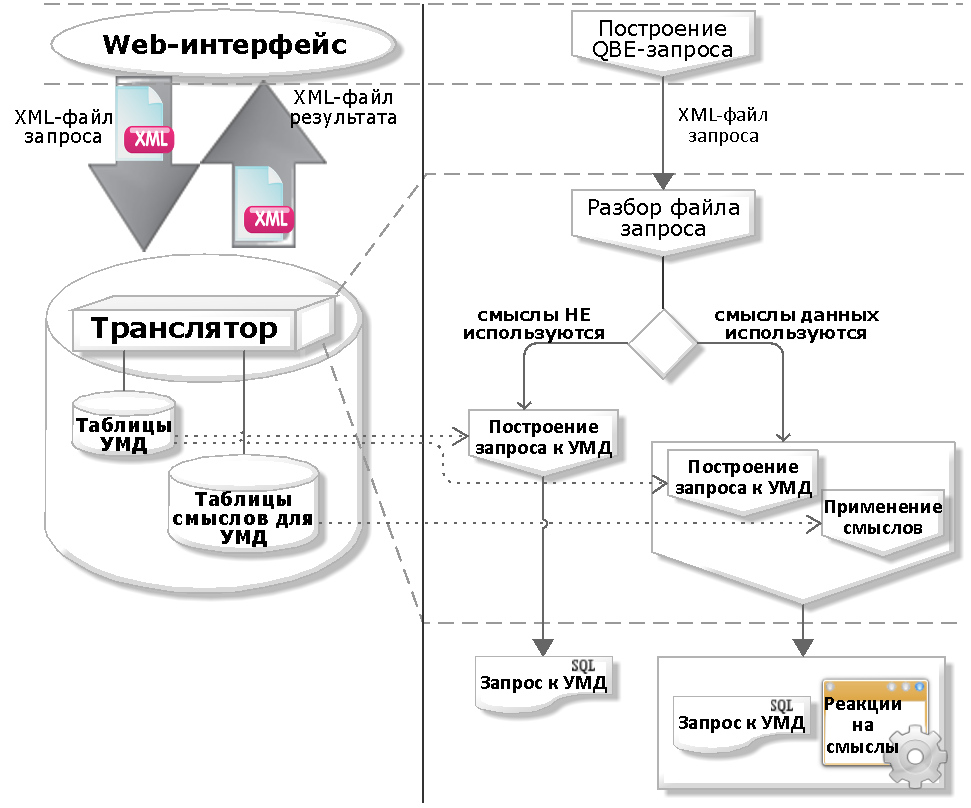 Web-интерфейс
XML-файл
запроса
XML
XML-файл
результата
XML
Транслятор
Таблицы
УМД
Таблицы
смыслов для
УМД
Построение
QBE-запроса
XML-файл
запроса
Разбор файла
запроса
смыслы НЕ
используются
смыслы данных
используются
Построение
запроса к УМД
Построение
запроса к УМД
Применение
смыслов
SQL
Запрос к УМД
SQL
Запрос к УМД
Реакции
на
смыслы